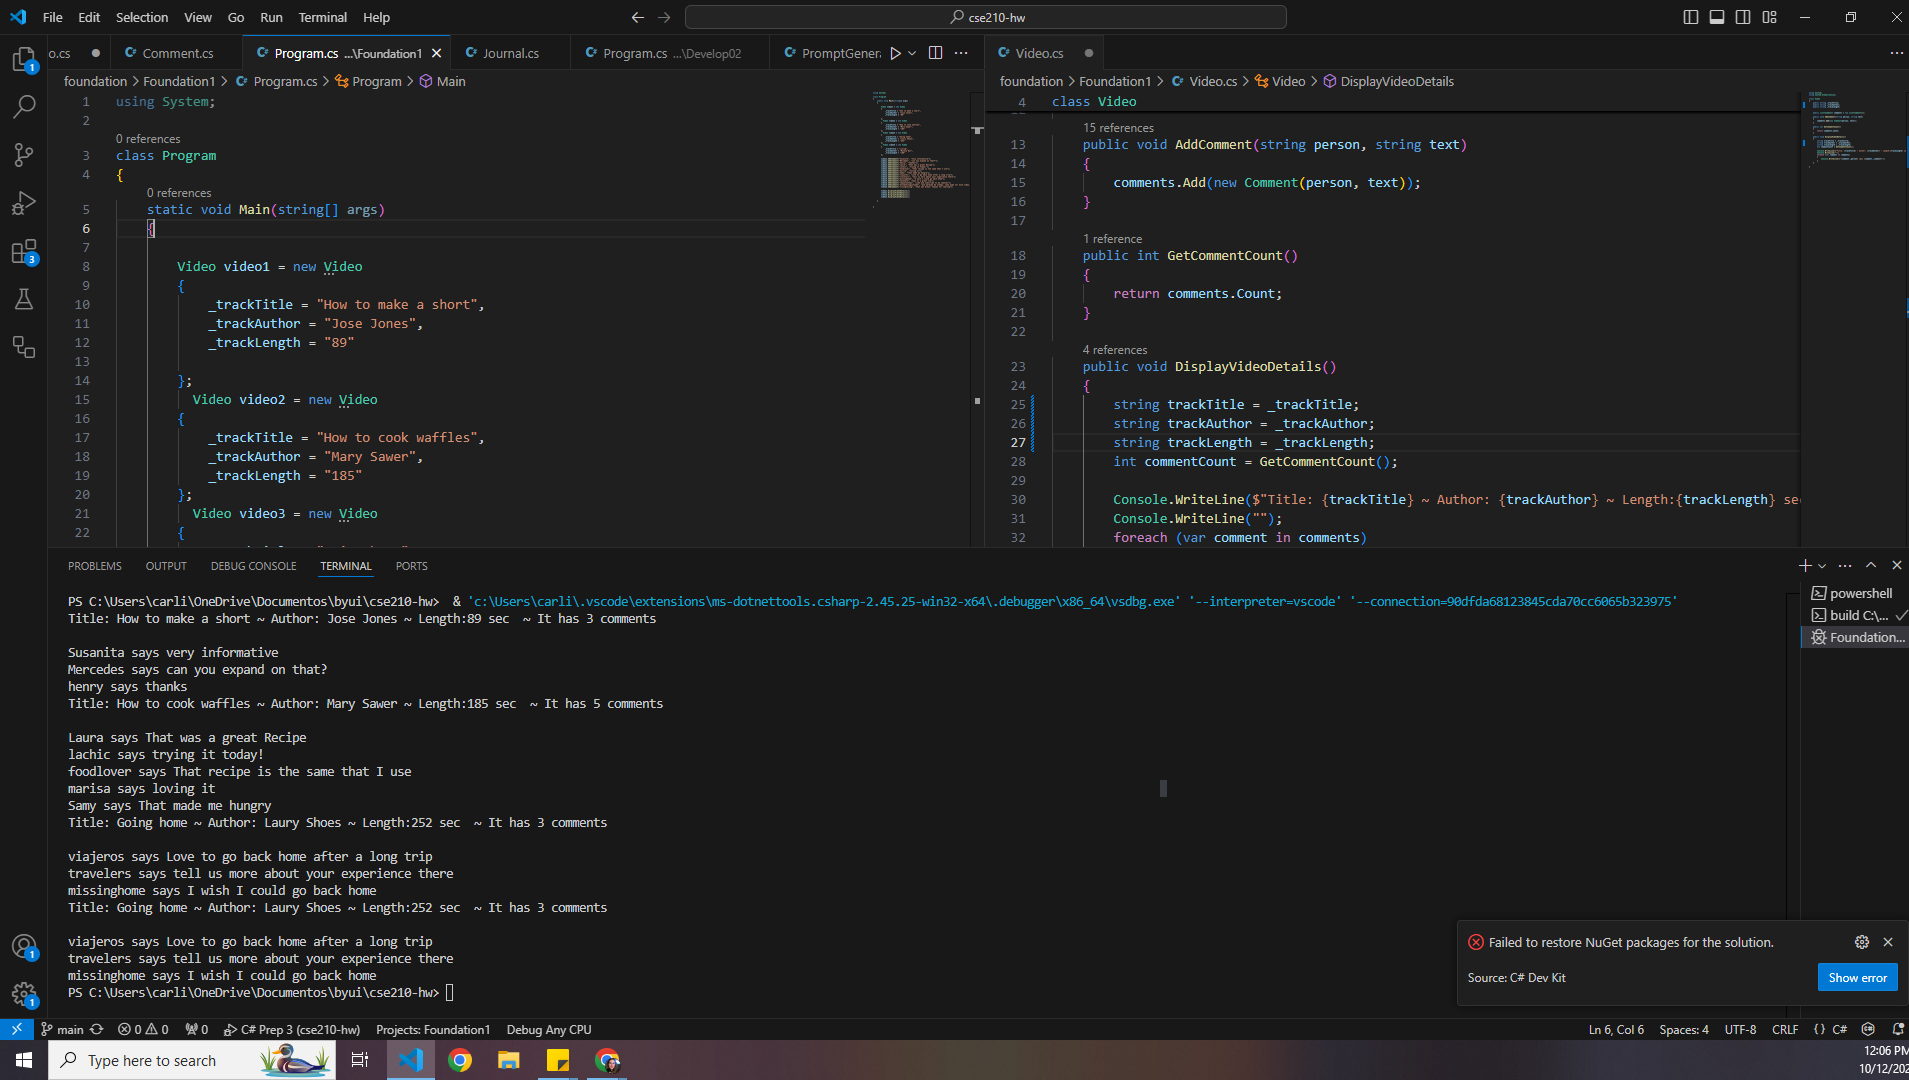 File Edit Selection View Go Run Terminal Help
cse210-hw
o.cs
Comment.cs
Program.cs ...\Foundation1
Journal.cs
Program.cs ...\Develop02
PromptGenera
Video.cs
foundation > Foundation1 > Program.cs > Program > Main
1 using System;
2
0 references
3 class Program
4 {
0 references
5 static void Main(string[] args)
6 {
7
8 Video video1 = new Video
9 {
10 _trackTitle = "How to make a short",
11 _trackAuthor = "Jose Jones",
12 _trackLength = "89"
13
14 };
15 Video video2 = new Video
16 {
17 _trackTitle = "How to cook waffles",
18 _trackAuthor = "Mary Sawer",
19 _trackLength = "185"
20 };
21 Video video3 = new Video
22 {
foundation > Foundation1 > Video.cs > Video > DisplayVideoDetails
4 class Video
15 references
13 public void AddComment(string person, string text)
14 {
15 comments.Add(new Comment(person, text));
16 }
17
1 reference
18 public int GetCommentCount()
19 {
20 return comments.Count;
21 }
22
4 references
23 public void DisplayVideoDetails()
24 {
25 string trackTitle = _trackTitle;
26 string trackAuthor = _trackAuthor;
27 string trackLength = _trackLength;
28 int commentCount = GetCommentCount();
29
30 Console.WriteLine($"Title: {trackTitle} ~ Author: {trackAuthor} ~ Length:{trackLength} sec
31 Console.WriteLine("");
32 foreach (var comment in comments)
PROBLEMS OUTPUT DEBUG CONSOLE TERMINAL PORTS
PS C:\Users\carli\OneDrive\Documentos\byui\cse210-hw> & 'c:\Users\carli\.vscode\extensions\ms-dotnettools.csharp-2.45.25-win32-x64\.debugger\x86_64\vsdbg.exe' '--interpreter=vscode' '--connection=90dfda68123845cda70cc6065b323975'
Title: How to make a short ~ Author: Jose Jones ~ Length:89 sec ~ It has 3 comments
Susanita says very informative
Mercedes says can you expand on that?
henry says thanks
Title: How to cook waffles ~ Author: Mary Sawer ~ Length:185 sec ~ It has 5 comments
Laura says That was a great Recipe
lachic says trying it today!
foodlover says That recipe is the same that I use
marisa says loving it
Samy says That made me hungry
Title: Going home ~ Author: Laury Shoes ~ Length:252 sec ~ It has 3 comments
viajeros says Love to go back home after a long trip
travelers says tell us more about your experience there
missinghome says I wish I could go back home
Title: Going home ~ Author: Laury Shoes ~ Length:252 sec ~ It has 3 comments
viajeros says Love to go back home after a long trip
travelers says tell us more about your experience there
missinghome says I wish I could go back home
PS C:\Users\carli\OneDrive\Documentos\byui\cse210-hw>
powershell
build C:\...
Foundation...
Failed to restore NuGet packages for the solution.
Source: C# Dev Kit
Show error
main 0 0 0 C# Prep 3 (cse210-hw) Projects: Foundation1 Debug Any CPU
Ln 6, Col 6 Spaces: 4 UTF-8 CRLF {} C#
Type here to search
12:06 PM
10/12/202